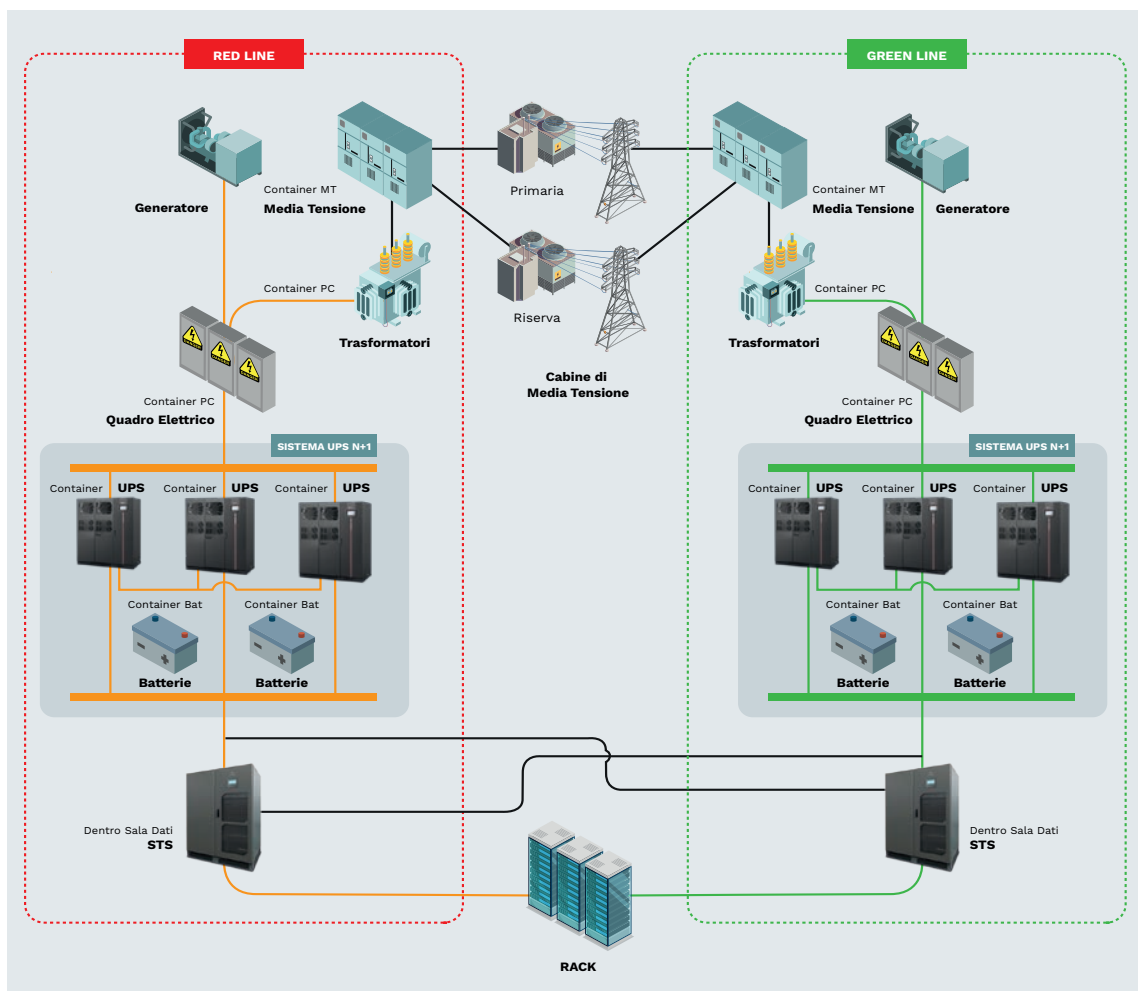 RED LINE
GREEN LINE
Container MT
Media Tensione
Generatore
Primaria
Container MT
Media Tensione
Generatore
Container PC
Riserva
Container PC
Trasformatori
Trasformatori
Cabine di
Media Tensione
Container PC
Quadro Elettrico
Container PC
Quadro Elettrico
SISTEMA UPS N+1
SISTEMA UPS N+1
Container UPS
Container UPS
Container UPS
Container UPS
Container UPS
Container UPS
Container Bat
Batterie
Container Bat
Batterie
Container Bat
Batterie
Container Bat
Batterie
Dentro Sala Dati
STS
Dentro Sala Dati
STS
RACK